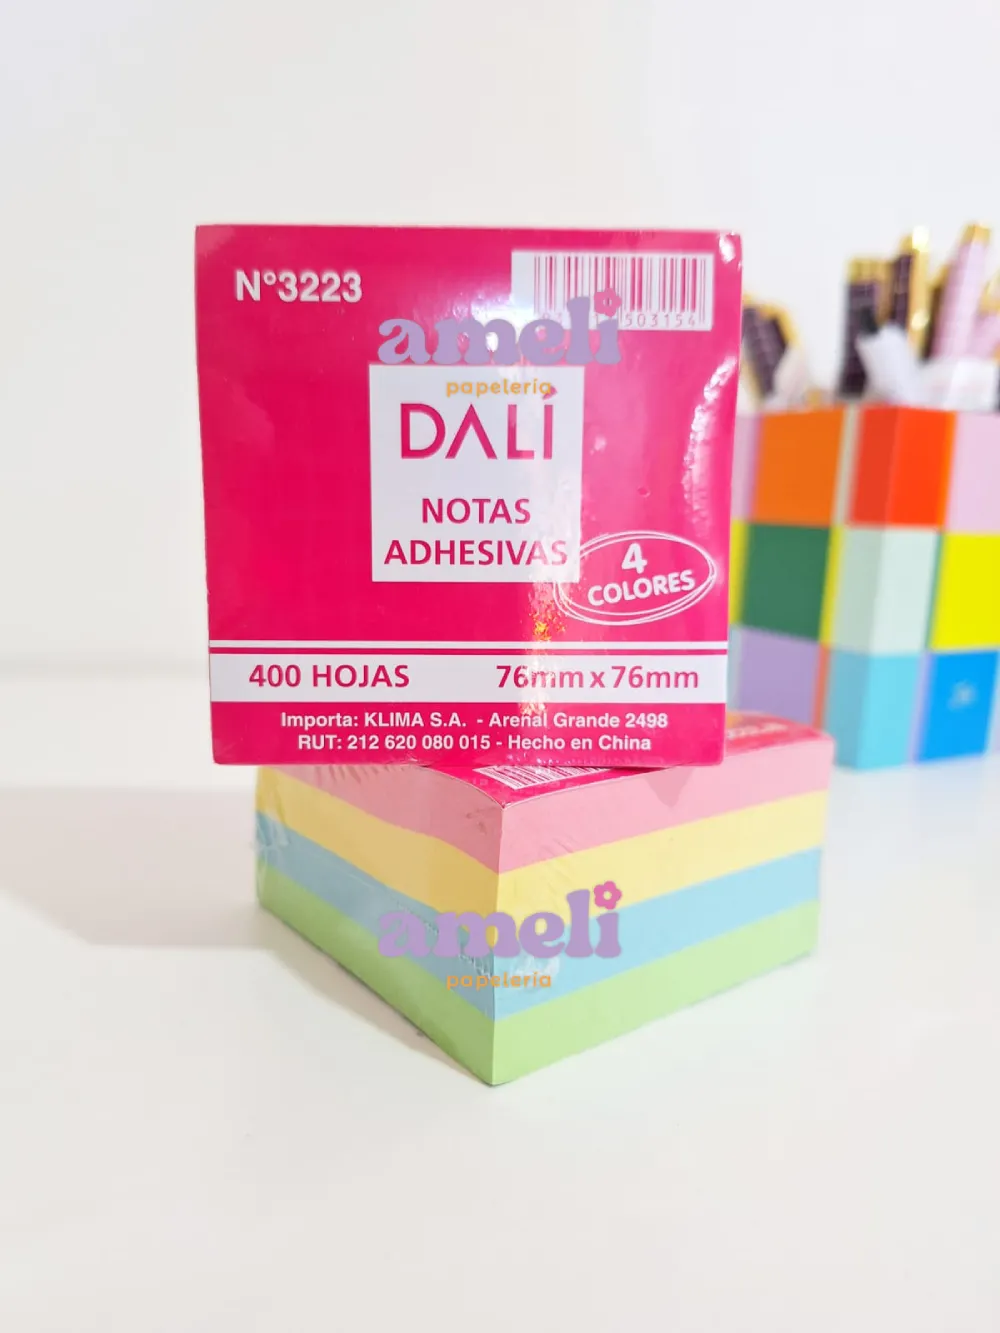 N°3223
503154
ameli
papelería
DALÍ
NOTAS
ADHESIVAS
4
COLORES
400 HOJAS 76mm x 76mm
Importa: KLIMA S.A. - Arenal Grande 2498
RUT: 212 620 080 015 - Hecho en China
ameli
papelería